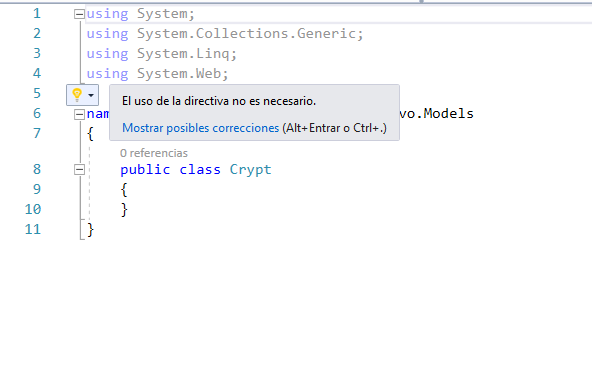 1 using System;
2 using System.Collections.Generic;
3 using System.Linq;
4 using System.Web;
5
El uso de la directiva no es necesario.
6 nam vo.Models
Mostrar posibles correcciones (Alt+Entrar o Ctrl+.)
7 {
0 referencias
8 public class Crypt
9 {
10 }
11 }